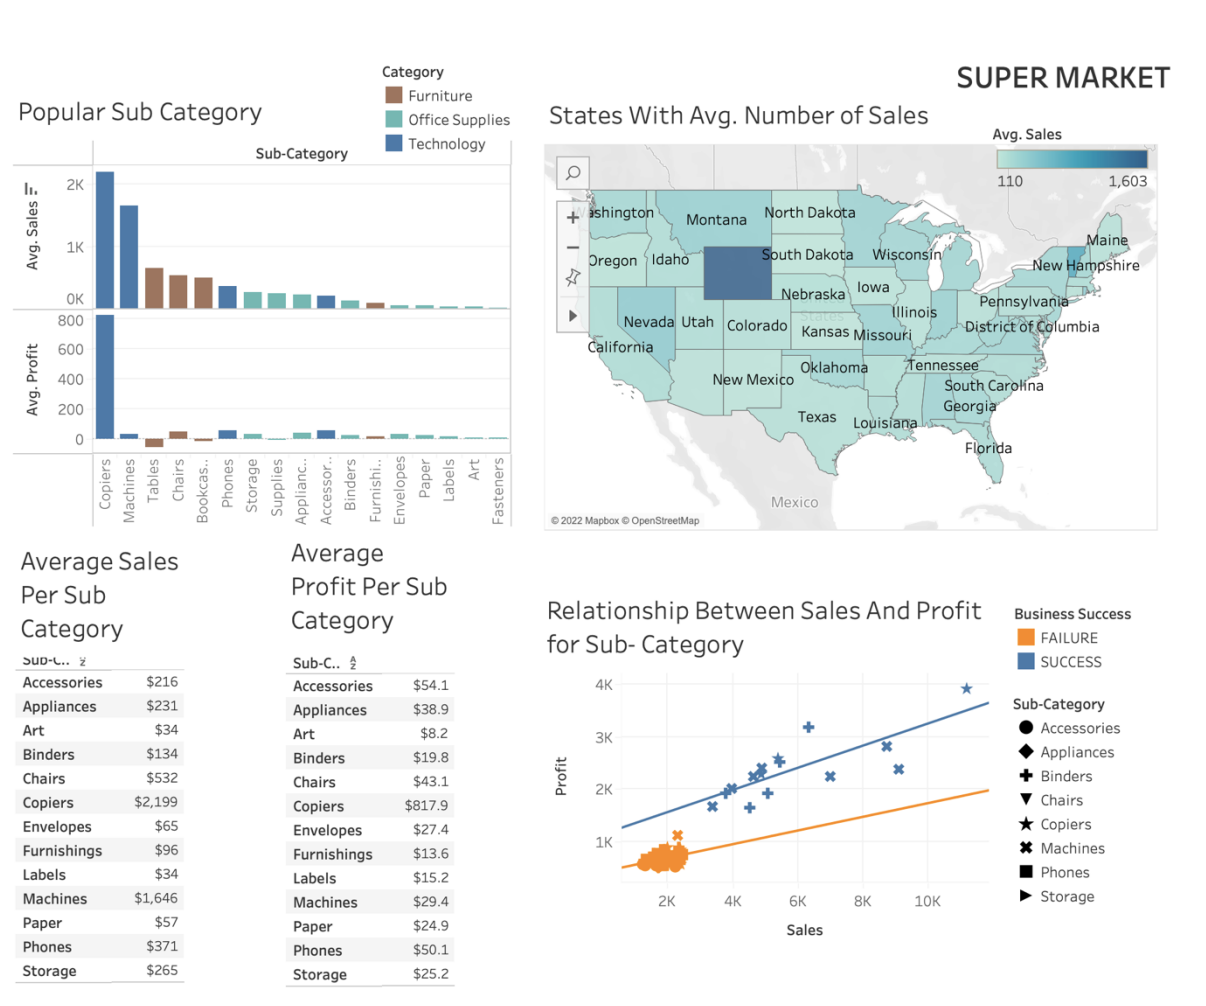 SUPER MARKET
Popular Sub Category
Category
Furniture
Office Supplies
Technology
Sub-Category
Avg. Sales
2K
1K
0K
Avg. Profit
800
600
400
200
0
Copiers
Machines
Tables
Chairs
Bookcas..
Phones
Storage
Supplies
Applianc..
Accessor..
Binders
Furnishi..
Envelopes
Paper
Labels
Art
Fasteners
States With Avg. Number of Sales
Avg. Sales
110 1,603
+
−
Washington
Montana
North Dakota
Maine
Oregon
Idaho
South Dakota
Wisconsin
New Hampshire
Nebraska
Iowa
Pennsylvania
States
Illinois
Nevada
Utah
Colorado
Kansas
Missouri
District of Columbia
California
Oklahoma
Tennessee
New Mexico
South Carolina
Georgia
Texas
Louisiana
Florida
Mexico
© 2022 Mapbox © OpenStreetMap
Average Sales
Per Sub
Category
Sub-C..
Accessories $216
Appliances $231
Art $34
Binders $134
Chairs $532
Copiers $2,199
Envelopes $65
Furnishings $96
Labels $34
Machines $1,646
Paper $57
Phones $371
Storage $265
Average
Profit Per Sub
Category
Sub-C..
Accessories $54.1
Appliances $38.9
Art $8.2
Binders $19.8
Chairs $43.1
Copiers $817.9
Envelopes $27.4
Furnishings $13.6
Labels $15.2
Machines $29.4
Paper $24.9
Phones $50.1
Storage $25.2
Relationship Between Sales And Profit
for Sub- Category
Business Success
FAILURE
SUCCESS
Sub-Category
Accessories
Appliances
Binders
Chairs
Copiers
Machines
Phones
Storage
Profit
4K
3K
2K
1K
2K 4K 6K 8K 10K
Sales